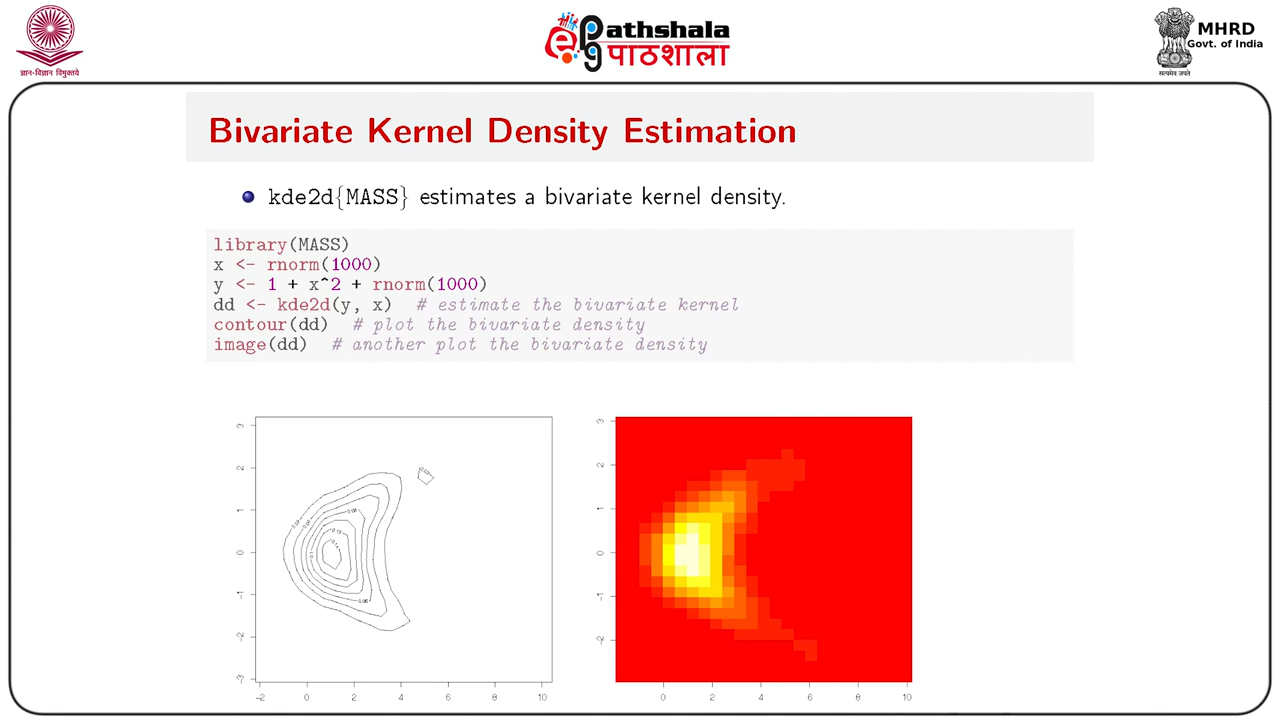 ज्ञान-विज्ञान विमुक्तये
ePathshala
पाठशाला
MHRD
Govt. of India
सत्यमेव जयते
Bivariate Kernel Density Estimation
kde2d{MASS} estimates a bivariate kernel density.
library(MASS)
x <- rnorm(1000)
y <- 1 + x^2 + rnorm(1000)
dd <- kde2d(y, x)  # estimate the bivariate kernel
contour(dd)  # plot the bivariate density
image(dd)  # another plot the bivariate density
3
2
1
0
-1
-2
-3
-2 0 2 4 6 8 10
3
2
1
0
-1
-2
0 2 4 6 8 10